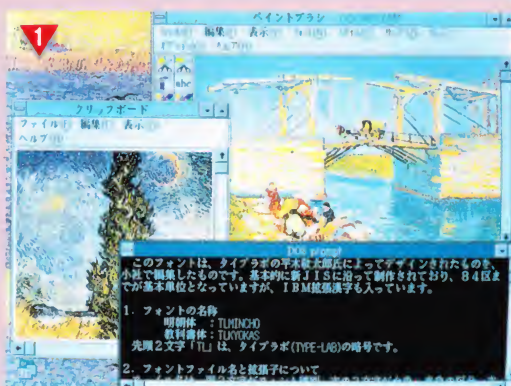 1
ペイントブラシ
編集(E) 表示(V)
abc
クリップボード
ファイル(F) 編集(E) 表示(V)
ヘルプ(H)
DOS prompt
このフォントは、タイプラボの平木敬太郎氏によってデザインされたものを、
小社で編集したものです。基本的に新JISに沿って制作されており、84区ま
でが基本単位となっていますが、IBM拡張漢字も入っています。
1. フォントの名称
明朝体 :TLMINCHO
教科書体 :TLKYOKAS
先頭2文字「TL」は、タイプラボ(TYPE-LAB)の略号です。
2. フォントファイル名と拡張子について